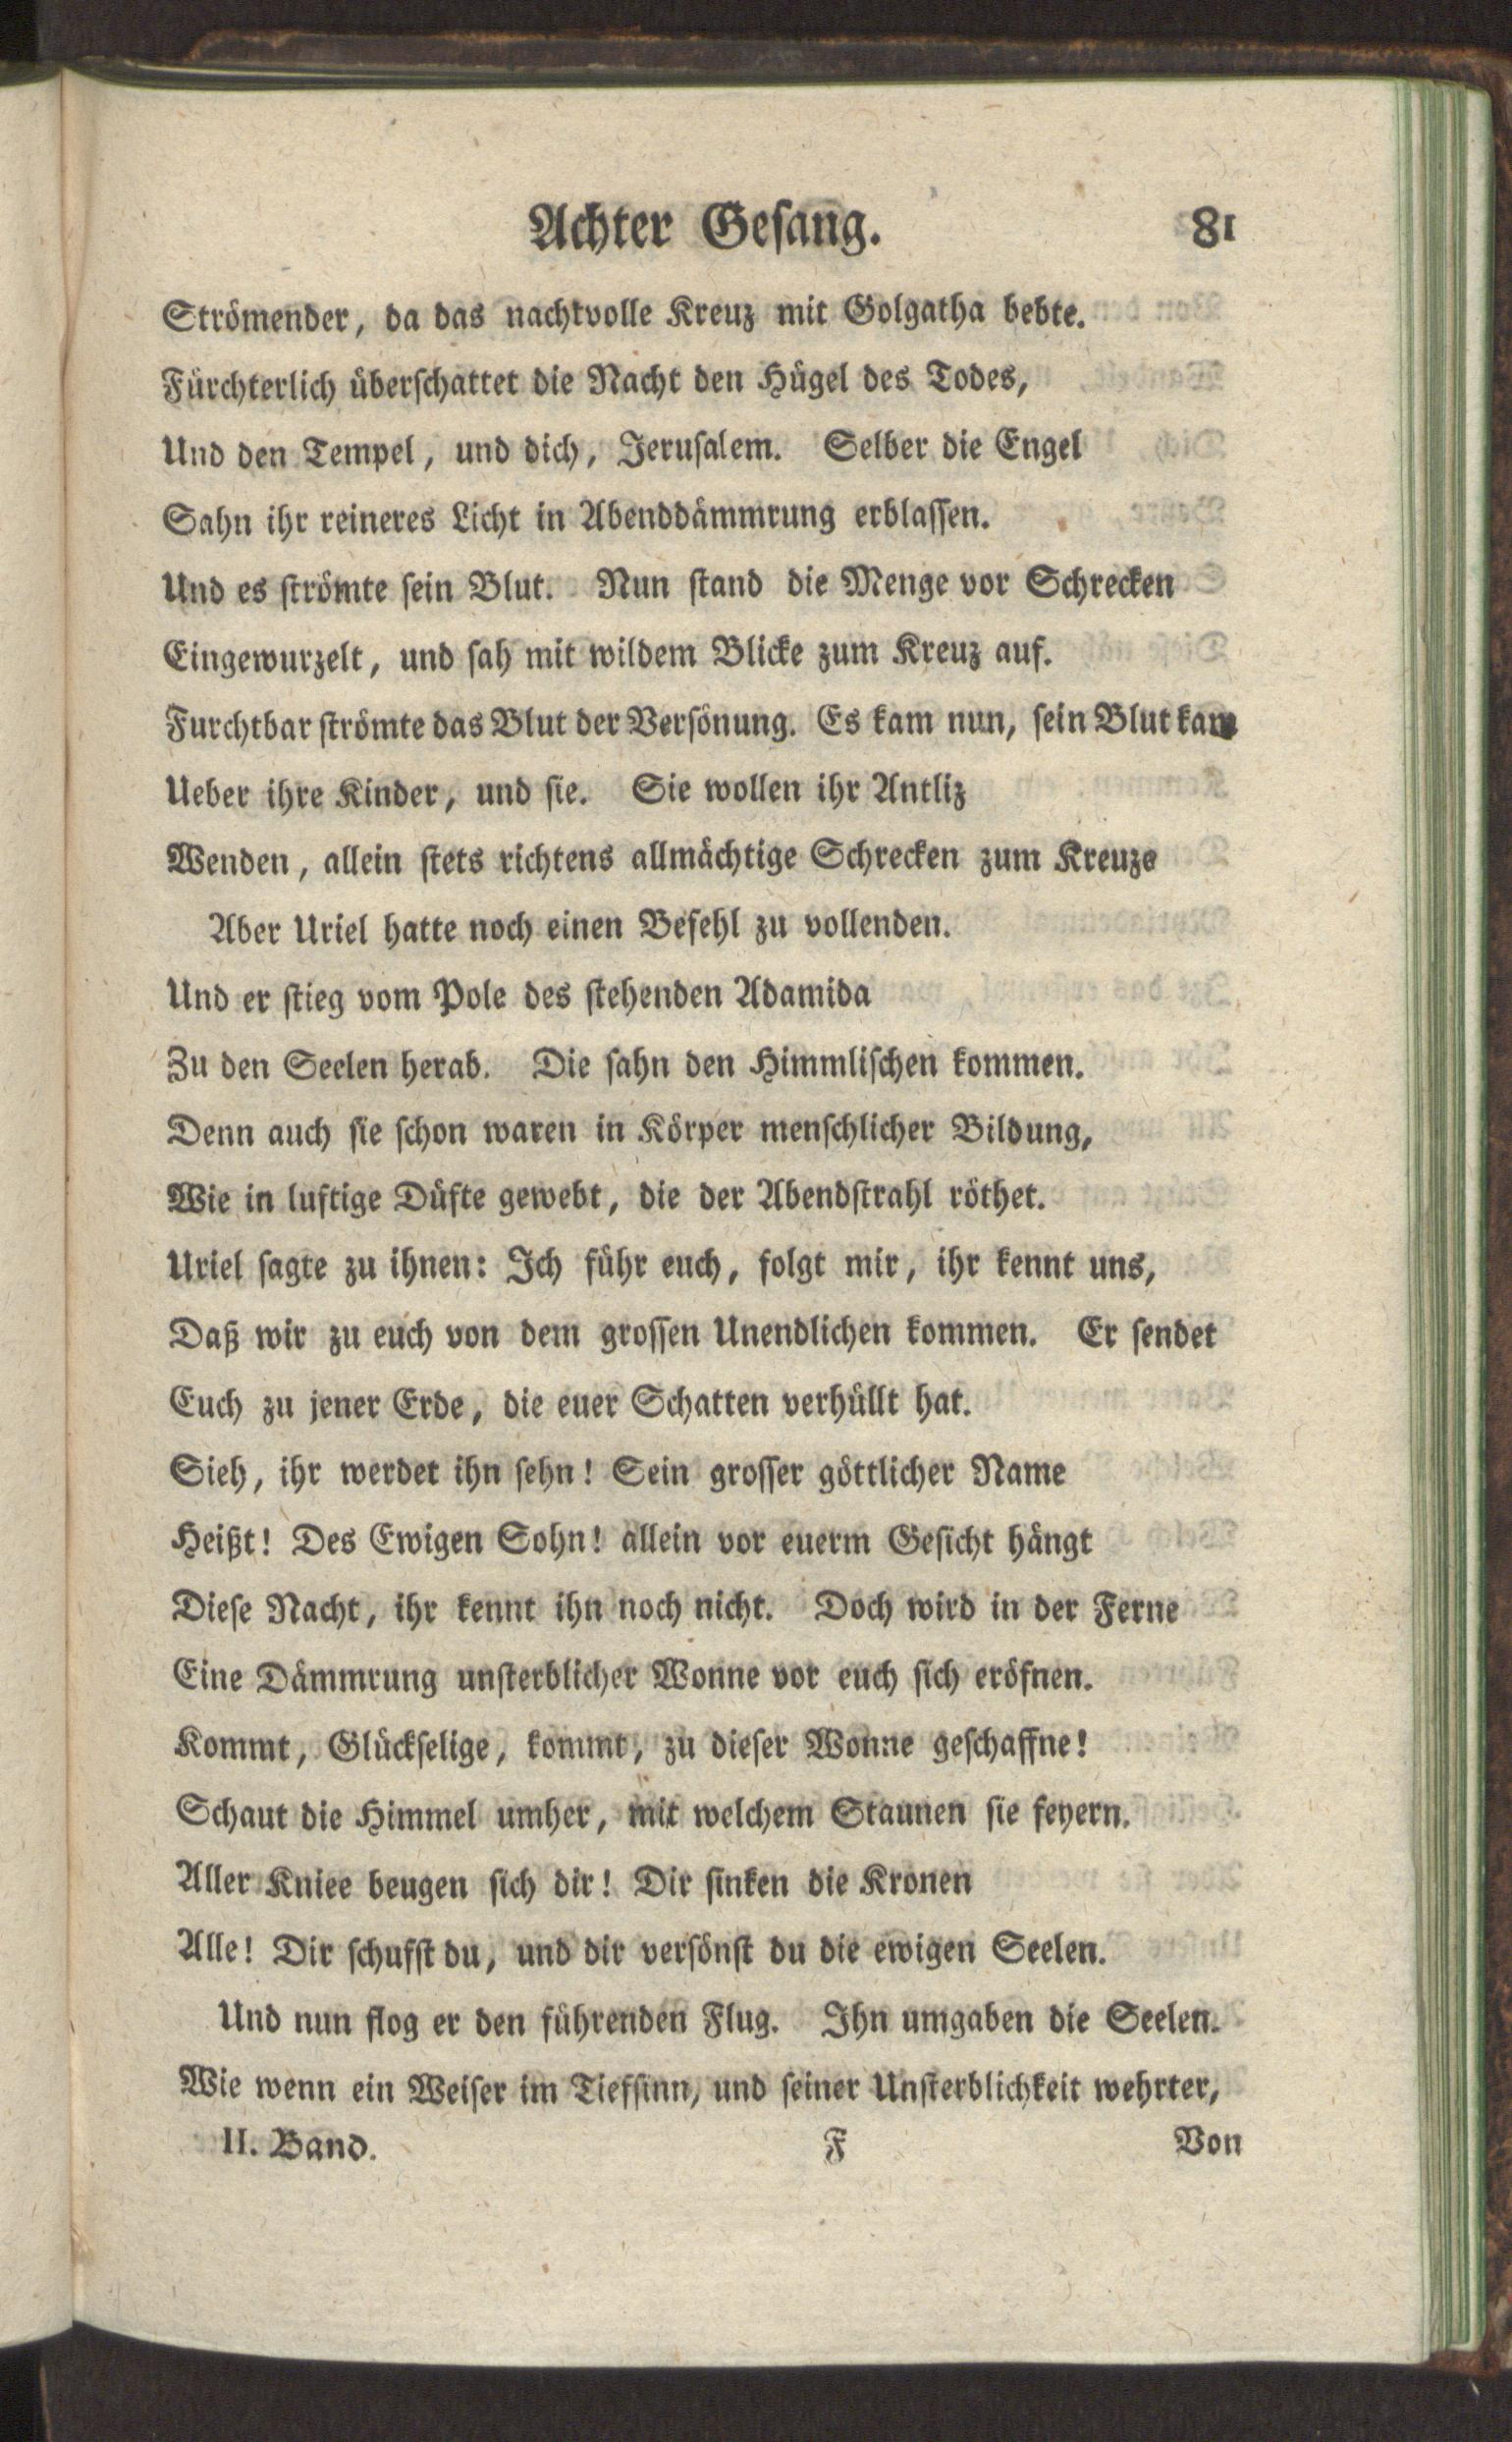 Achter Gesang. 81
Strömender, da das nachtvolle Kreuz mit Golgatha bebte.
Fürchterlich überschattet die Nacht den Hügel des Todes,
Und den Tempel, und dich, Jerusalem. Selber die Engel
Sahn ihr reineres Licht in Abenddämmrung erblassen.
Und es strömte sein Blut. Nun stand die Menge vor Schrecken
Eingewurzelt, und sah mit wildem Blicke zum Kreuz auf.
Furchtbar strömte das Blut der Versönung. Es kam nun, sein Blut kam
Ueber ihre Kinder, und sie. Sie wollen ihr Antliz
Wenden, allein stets richtens allmächtige Schrecken zum Kreuze
Aber Uriel hatte noch einen Befehl zu vollenden.
Und er stieg vom Pole des stehenden Adamida
Zu den Seelen herab. Die sahn den Himmlischen kommen.
Denn auch sie schon waren in Körper menschlicher Bildung,
Wie in luftige Düfte gewebt, die der Abendstrahl röthet.
Uriel sagte zu ihnen: Ich führ euch, folgt mir, ihr kennt uns,
Daß wir zu euch von dem grossen Unendlichen kommen. Er sendet
Euch zu jener Erde, die euer Schatten verhüllt hat.
Sieh, ihr werdet ihn sehn! Sein grosser göttlicher Name
Heißt! Des Ewigen Sohn! allein vor euerm Gesicht hängt
Diese Nacht, ihr kennt ihn noch nicht. Doch wird in der Ferne
Eine Dämmrung unsterblicher Wonne vor euch sich eröfnen.
Kommt, Glückselige, kommt, zu dieser Wonne geschaffne!
Schaut die Himmel umher, mit welchem Staunen sie feyern.
Aller Kniee beugen sich dir! Dir sinken die Kronen
Alle! Dir schufst du, und dir versönst du die ewigen Seelen.
Und nun flog er den führenden Flug. Ihn umgaben die Seelen.
Wie wenn ein Weiser im Tiefsinn, und seiner Unsterblichkeit wehrter,
II. Band. F Von